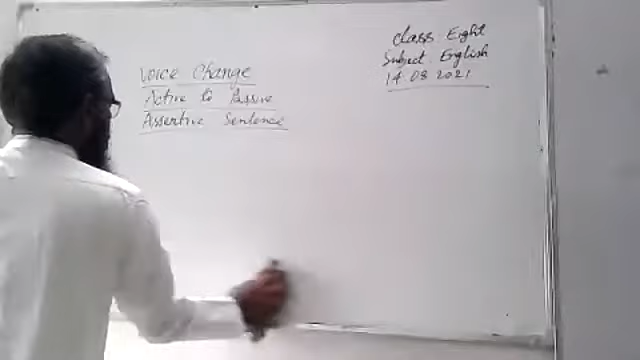 Voice Change
Active to Passive
Assertive Sentence
Class Eight
Subject English
14 08 2021